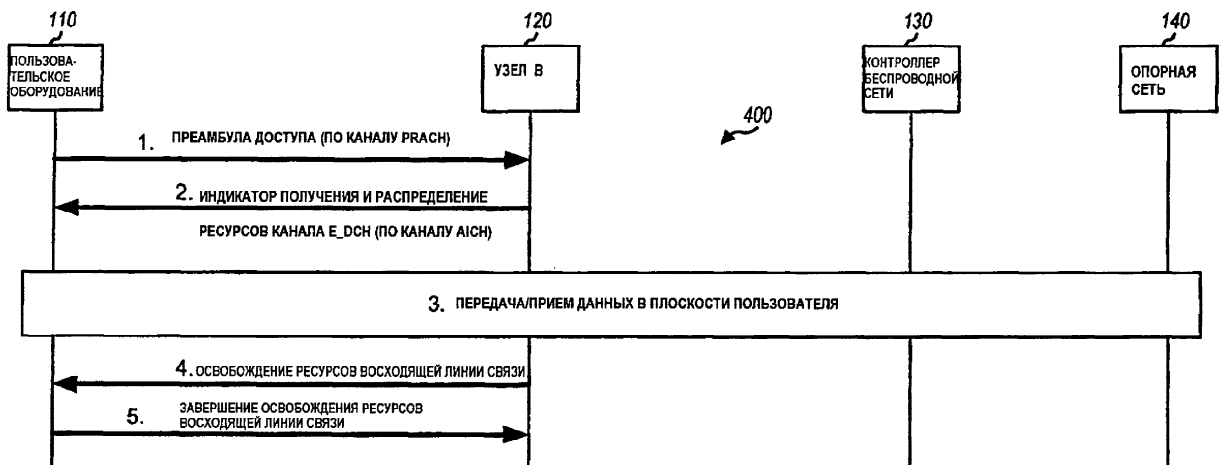 110
120
130
140
ПОЛЬЗОВА-
ТЕЛЬСКОЕ
ОБОРУДОВАНИЕ
УЗЕЛ В
КОНТРОЛЛЕР
БЕСПРОВОДНОЙ
СЕТИ
ОПОРНАЯ
СЕТЬ
400
1. ПРЕАМБУЛА ДОСТУПА (ПО КАНАЛУ PRACH)
2. ИНДИКАТОР ПОЛУЧЕНИЯ И РАСПРЕДЕЛЕНИЕ
РЕСУРСОВ КАНАЛА E_DCH (ПО КАНАЛУ AICH)
3. ПЕРЕДАЧА/ПРИЕМ ДАННЫХ В ПЛОСКОСТИ ПОЛЬЗОВАТЕЛЯ
4. ОСВОБОЖДЕНИЕ РЕСУРСОВ ВОСХОДЯЩЕЙ ЛИНИИ СВЯЗИ
5. ЗАВЕРШЕНИЕ ОСВОБОЖДЕНИЯ РЕСУРСОВ
ВОСХОДЯЩЕЙ ЛИНИИ СВЯЗИ